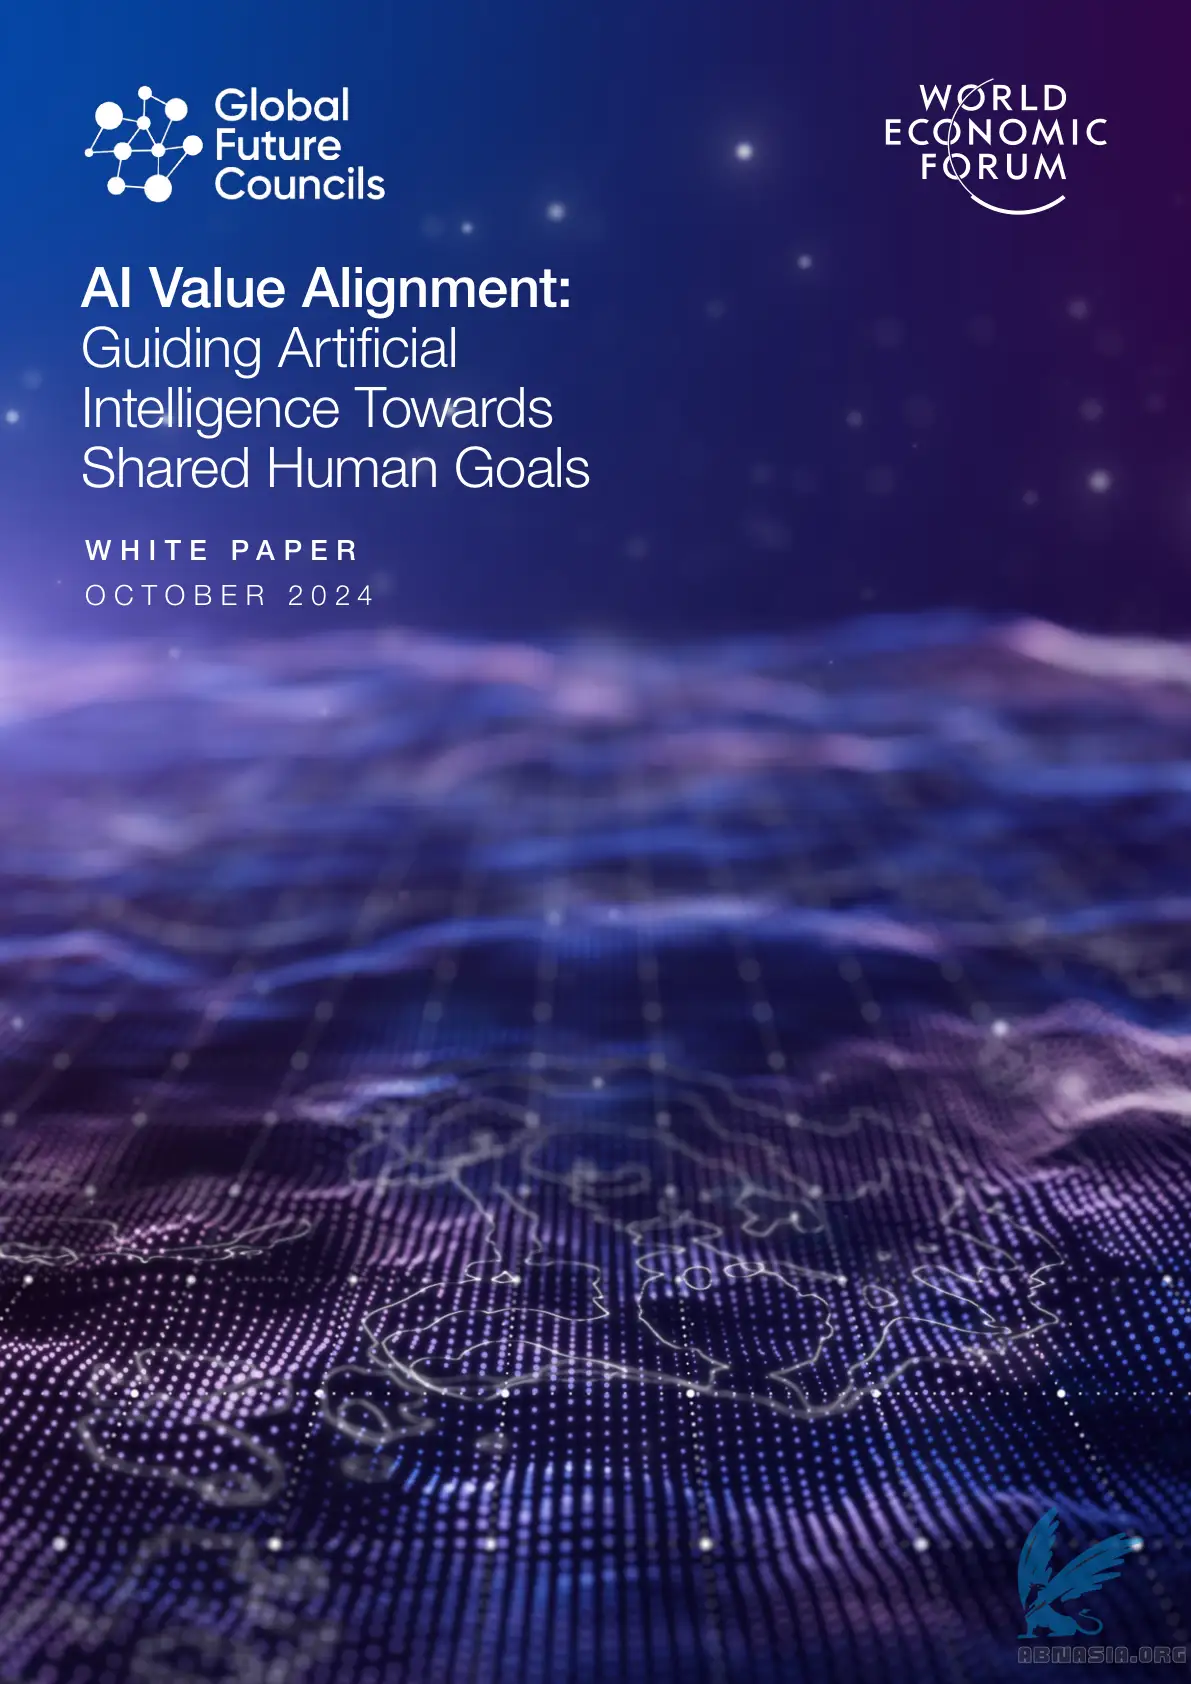 Global
Future
Councils
WORLD
ECONOMIC
FORUM
AI Value Alignment:
Guiding Artificial
Intelligence Towards
Shared Human Goals
WHITE PAPER
OCTOBER 2024
ABNASIA.ORG